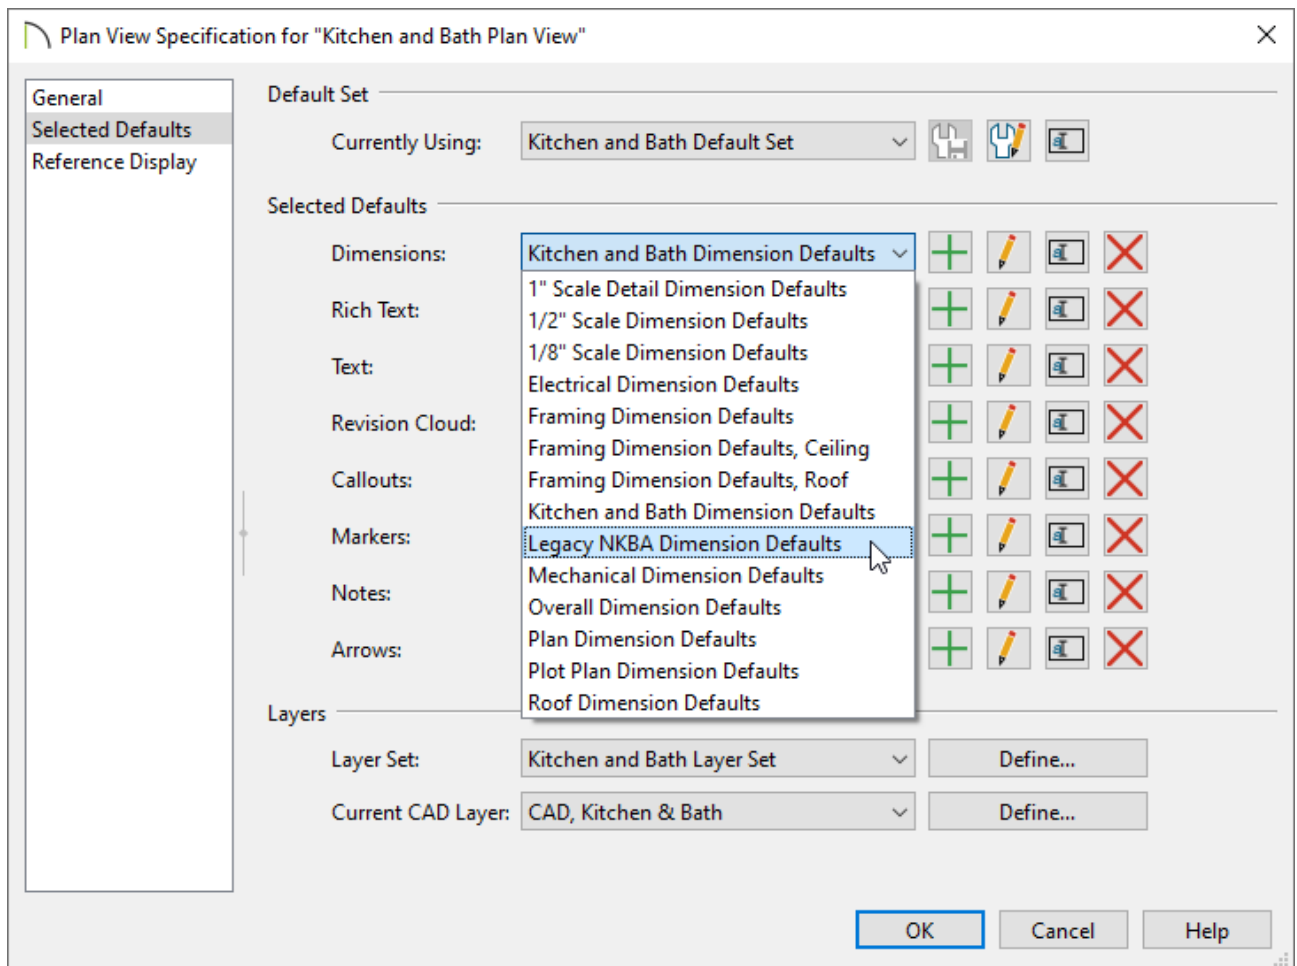 Plan View Specification for "Kitchen and Bath Plan View"
General
Selected Defaults
Reference Display
Default Set
Currently Using: Kitchen and Bath Default Set
Selected Defaults
Dimensions: Kitchen and Bath Dimension Defaults
1" Scale Detail Dimension Defaults
Rich Text:
1/2" Scale Dimension Defaults
1/8" Scale Dimension Defaults
Text:
Electrical Dimension Defaults
Framing Dimension Defaults
Revision Cloud:
Framing Dimension Defaults, Ceiling
Callouts:
Framing Dimension Defaults, Roof
Kitchen and Bath Dimension Defaults
Markers:
Legacy NKBA Dimension Defaults
Mechanical Dimension Defaults
Notes:
Overall Dimension Defaults
Plan Dimension Defaults
Arrows:
Plot Plan Dimension Defaults
Roof Dimension Defaults
Layers
Layer Set: Kitchen and Bath Layer Set Define...
Current CAD Layer: CAD, Kitchen & Bath Define...
OK Cancel Help